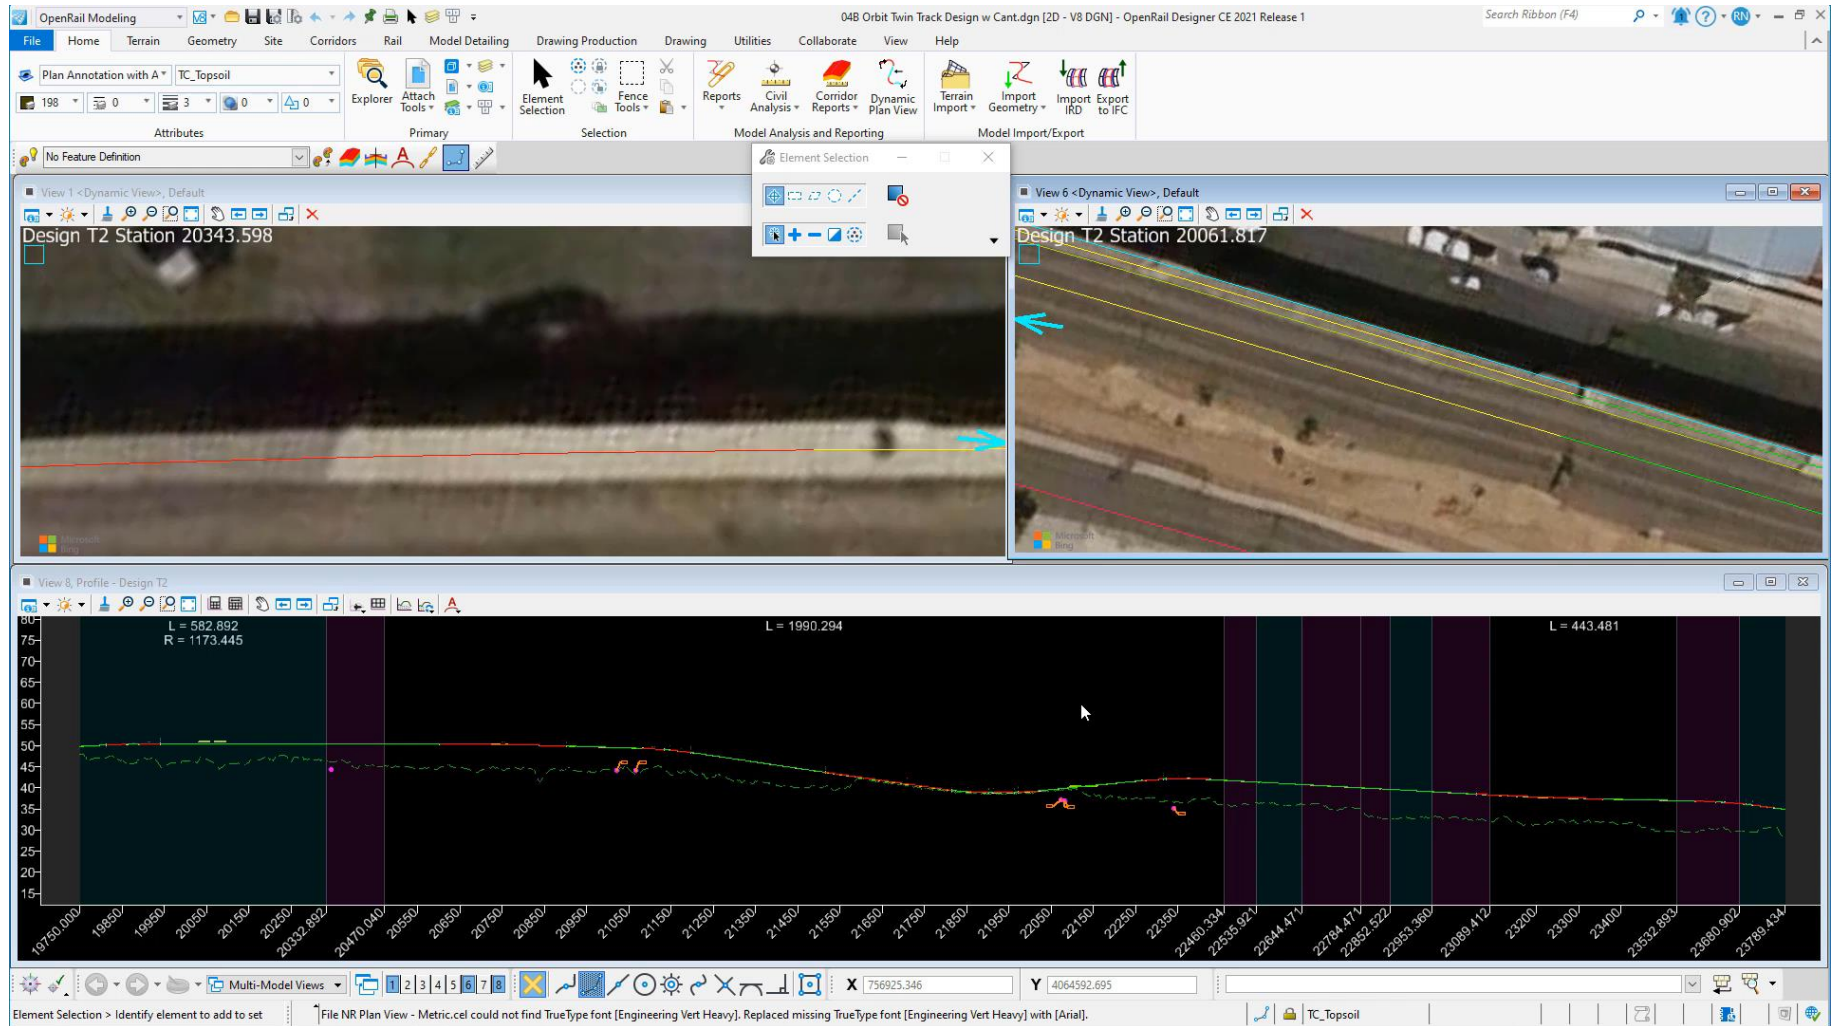 OpenRail Modeling
04B Orbit Twin Track Design w Cant.dgn [2D - V8 DGN] - OpenRail Designer CE 2021 Release 1
Search Ribbon (F4)
RN
File Home Terrain Geometry Site Corridors Rail Model Detailing Drawing Production Drawing Utilities Collaborate View Help
Plan Annotation with A TC_Topsoil
198 0 3 0 0
Explorer
Attach Tools
Element Selection
Fence Tools
Reports
Civil Analysis
Corridor Reports
Dynamic Plan View
Terrain Import
Import Geometry
Import IRD
Export to IFC
Attributes Primary Selection Model Analysis and Reporting Model Import/Export
No Feature Definition
Element Selection
View 1 <Dynamic View>, Default
Design T2 Station 20343.598
Microsoft
Bing
View 6 <Dynamic View>, Default
Design T2 Station 20061.817
Microsoft
Bing
View 8, Profile - Design T2
L = 582.892
R = 1173.445
L = 1990.294
L = 443.481
80
75
70
65
60
55
50
45
40
35
30
25
20
15
19750.000 19850 19950 20050 20150 20250 20332.892 20470.040 20550 20650 20750 20850 20950 21050 21150 21250 21350 21450 21550 21650 21750 21850 21950 22050 22150 22250 22350 22460.334 22535.921 22644.471 22784.471 22852.522 22953.360 23089.412 23200 23300 23400 23532.893 23680.902 23789.434
Multi-Model Views 1 2 3 4 5 6 7 8 X 756925.346 Y 4064592.695
Element Selection > Identify element to add to set
File NR Plan View - Metric.cel could not find TrueType font [Engineering Vert Heavy]. Replaced missing TrueType font [Engineering Vert Heavy] with [Arial].
TC_Topsoil